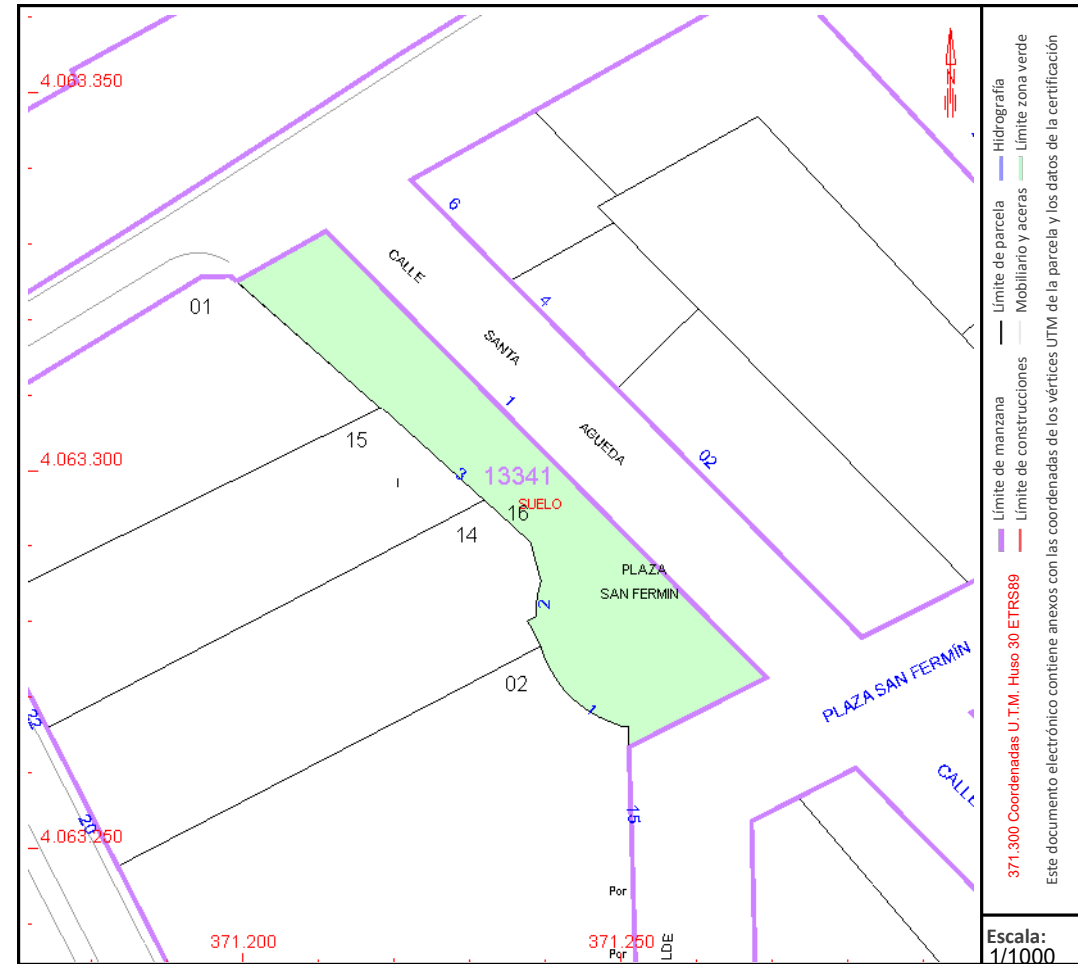 4.063.350
N
6
CALLE
01
4
SANTA
1
15
AGUEDA
02
4.063.300
3
13341
SUELO
16
14
PLAZA
SAN FERMIN
2
02
PLAZA SAN FERMÍN
1
22
CALLE
20
15
4.063.250
Por
371.200
371.250
Por
LDE
Límite de manzana
Límite de parcela
Hidrografía
371.300 Coordenadas U.T.M. Huso 30 ETRS89
Límite de construcciones
Mobiliario y aceras
Límite zona verde
Este documento electrónico contiene anexos con las coordenadas de los vértices UTM de la parcela y los datos de la certificación
Escala:
1/1000